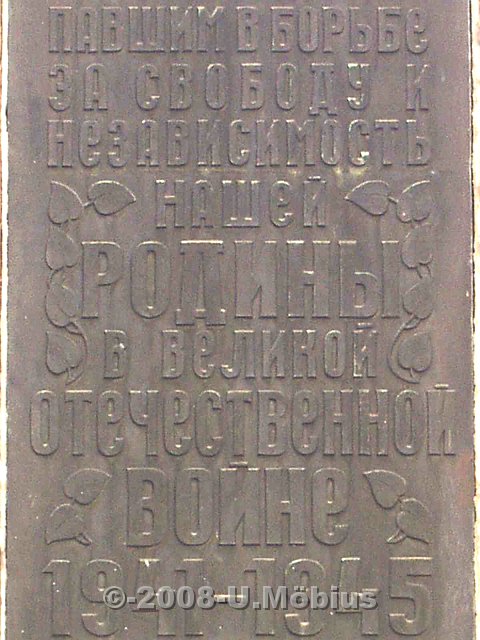 ПАВШИМ В БОРЬБЕ
ЗА СВОБОДУ И
НЕЗАВИСИМОСТЬ
НАШЕЙ
РОДИНЫ
В ВЕЛИКОЙ
ОТЕЧЕСТВЕННОЙ
ВОЙНЕ
1941-1945
©-2008-U.Möbius